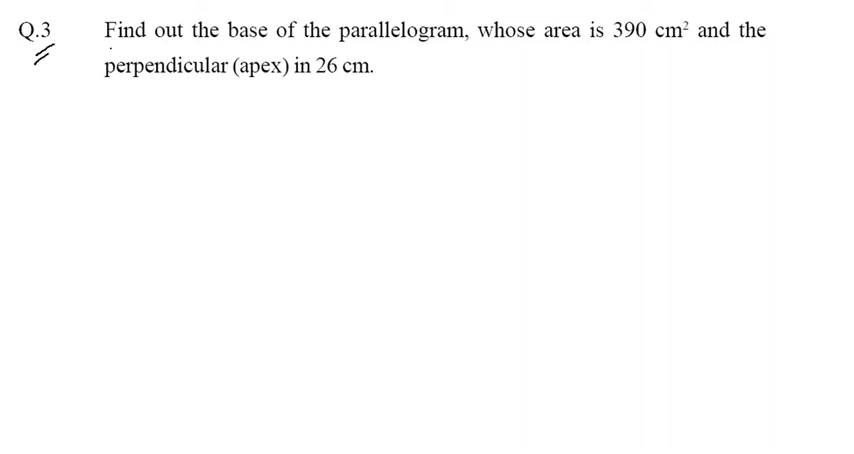 Q.3 Find out the base of the parallelogram, whose area is 390 cm² and the
perpendicular (apex) in 26 cm.